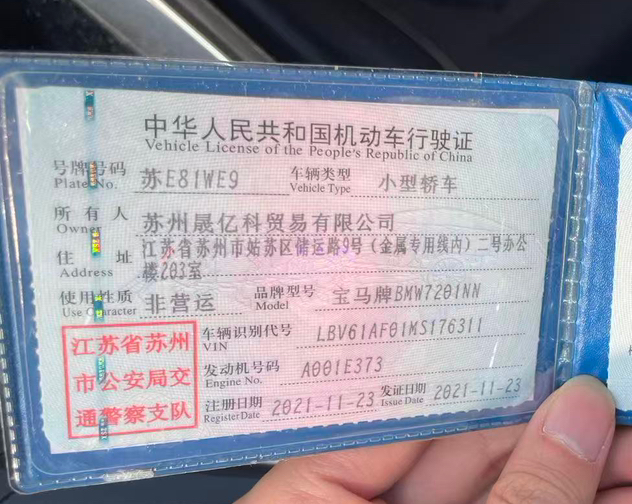 中华人民共和国机动车行驶证
Vehicle License of the People's Republic of China
号牌号码 Plate No. 苏E81WE9 车辆类型 Vehicle Type 小型轿车
所有人 Owner 苏州晟亿科贸易有限公司
住址 Address 江苏省苏州市姑苏区储运路9号(金属专用线内)二号办公
楼203室
使用性质 Use Character 非营运 品牌型号 Model 宝马牌BMW7201NN
江苏省苏州
市公安局交
通警察支队
车辆识别代号 VIN LBV61AF01MS176311
发动机号码 Engine No. A001E373
注册日期 Register Date 2021-11-23 发证日期 Issue Date 2021-11-23